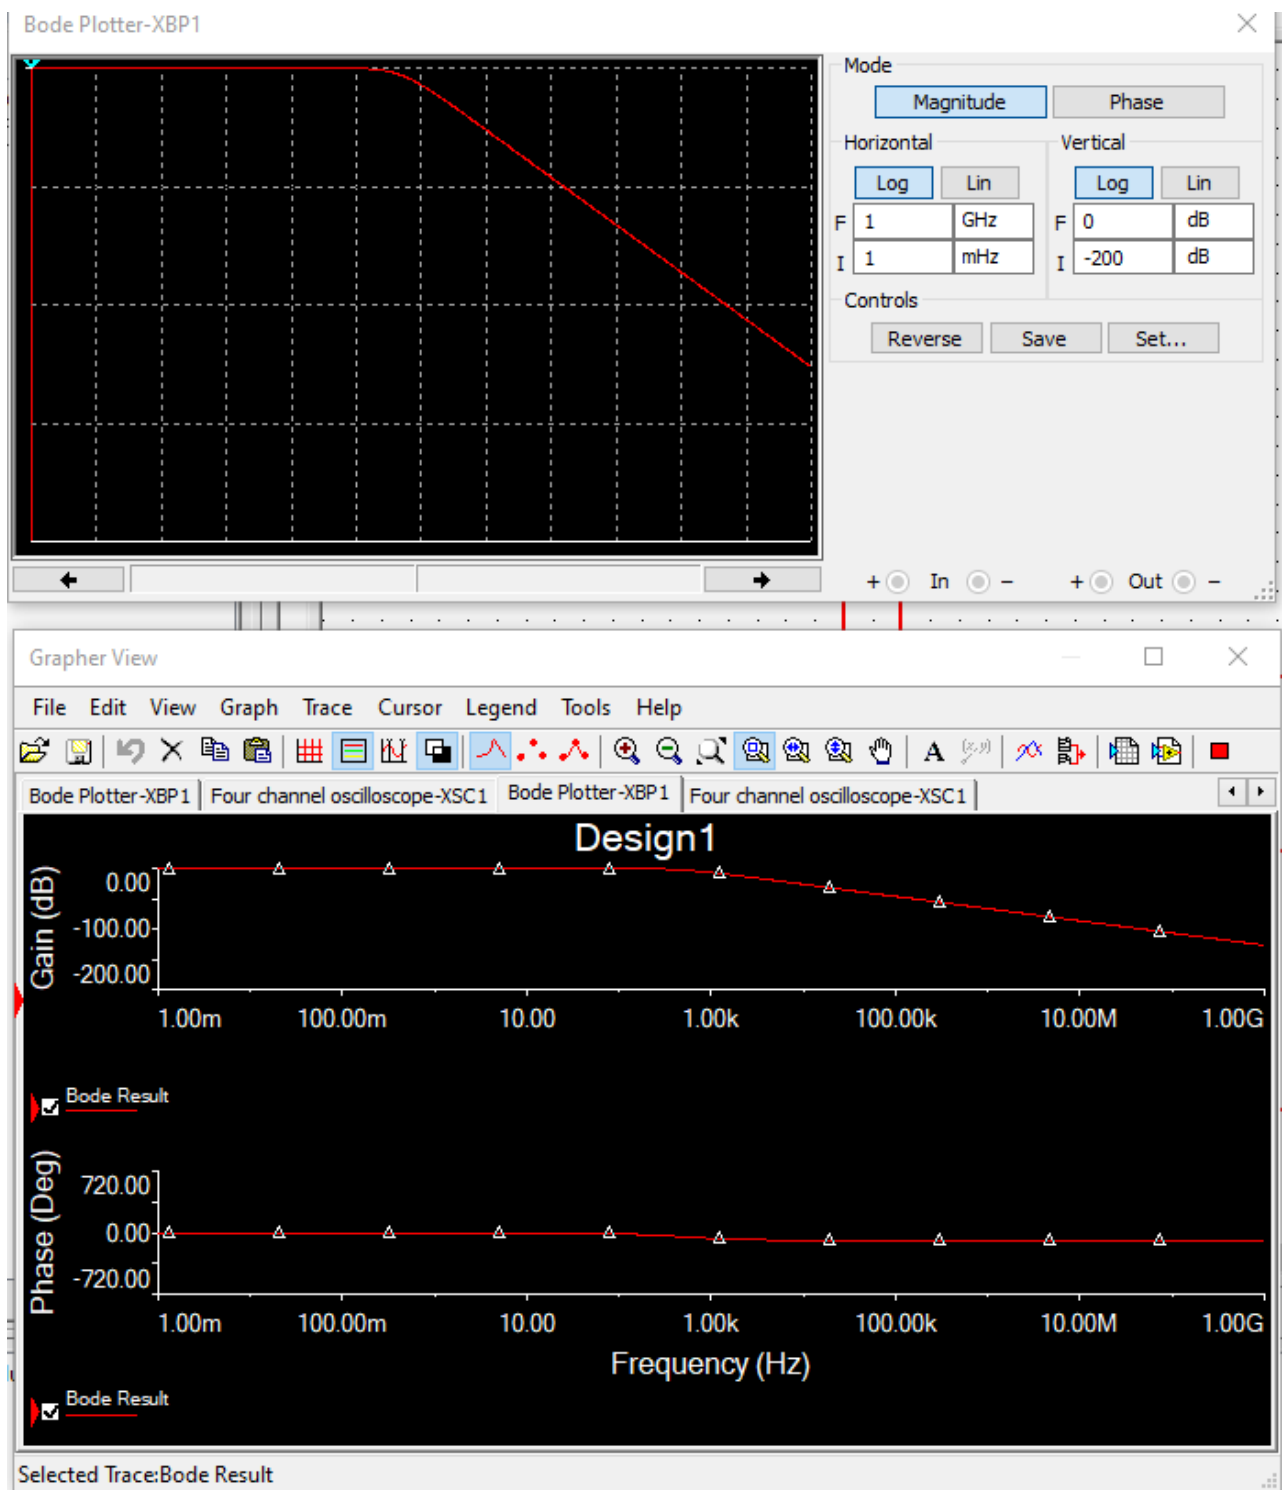 Bode Plotter-XBP1
Mode
Magnitude Phase
Horizontal Vertical
Log Lin Log Lin
F 1 GHz F 0 dB
I 1 mHz I -200 dB
Controls
Reverse Save Set...
+ In - + Out -
Grapher View
File Edit View Graph Trace Cursor Legend Tools Help
A (x,y)
Bode Plotter-XBP1 Four channel oscilloscope-XSC1 Bode Plotter-XBP1 Four channel oscilloscope-XSC1
Design1
Gain (dB)
0.00
-100.00
-200.00
1.00m 100.00m 10.00 1.00k 100.00k 10.00M 1.00G
Bode Result
Phase (Deg)
720.00
0.00
-720.00
1.00m 100.00m 10.00 1.00k 100.00k 10.00M 1.00G
Frequency (Hz)
Bode Result
Selected Trace:Bode Result